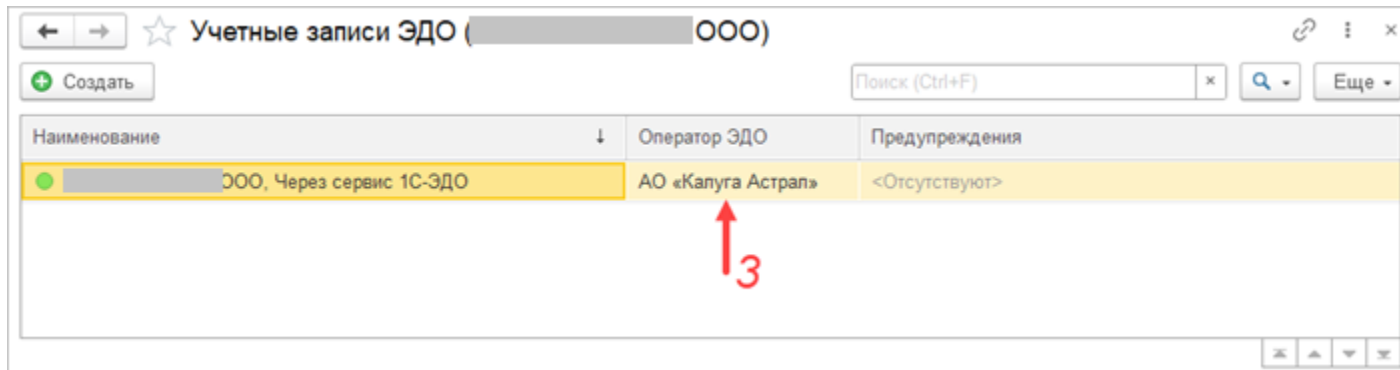 Учетные записи ЭДО ( ООО)
Создать
Поиск (Ctrl+F)
×
Еще
Наименование ↓ Оператор ЭДО Предупреждения
ООО, Через сервис 1С-ЭДО АО «Калуга Астрал» <Отсутствуют>
3